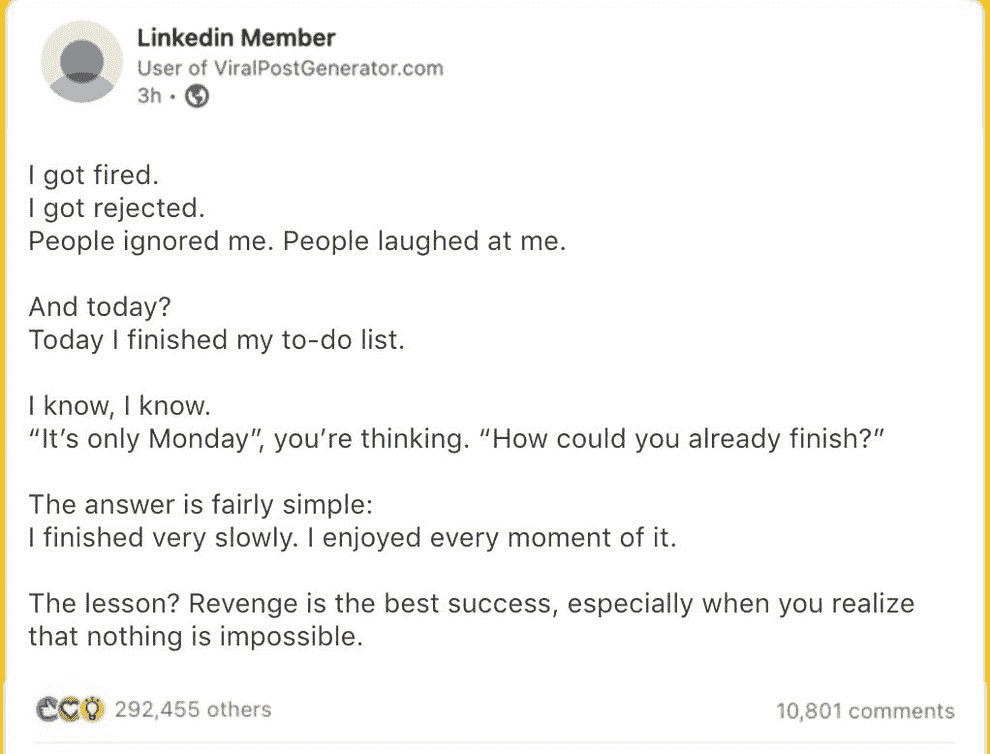 Linkedin Member
User of ViralPostGenerator.com
3h •
I got fired.
I got rejected.
People ignored me. People laughed at me.
And today?
Today I finished my to-do list.
I know, I know.
“It’s only Monday”, you’re thinking. “How could you already finish?”
The answer is fairly simple:
I finished very slowly. I enjoyed every moment of it.
The lesson? Revenge is the best success, especially when you realize
that nothing is impossible.
292,455 others
10,801 comments